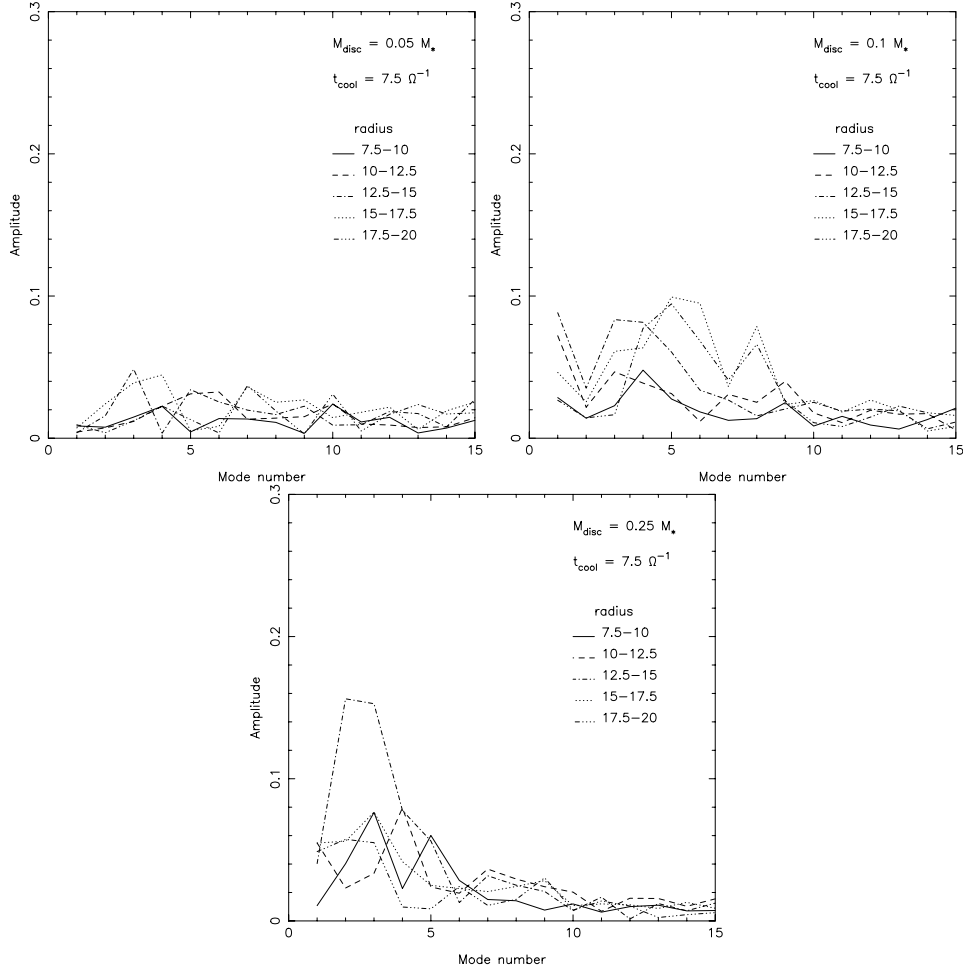 0.3
0.2
0.1
0
Amplitude
M_disc = 0.05 M_*
t_cool = 7.5 Ω^−1
radius
7.5−10
10−12.5
12.5−15
15−17.5
17.5−20
0 5 10 15
Mode number
0.3
0.2
0.1
0
Amplitude
M_disc = 0.1 M_*
t_cool = 7.5 Ω^−1
radius
7.5−10
10−12.5
12.5−15
15−17.5
17.5−20
0 5 10 15
Mode number
0.3
0.2
0.1
0
Amplitude
M_disc = 0.25 M_*
t_cool = 7.5 Ω^−1
radius
7.5−10
10−12.5
12.5−15
15−17.5
17.5−20
0 5 10 15
Mode number